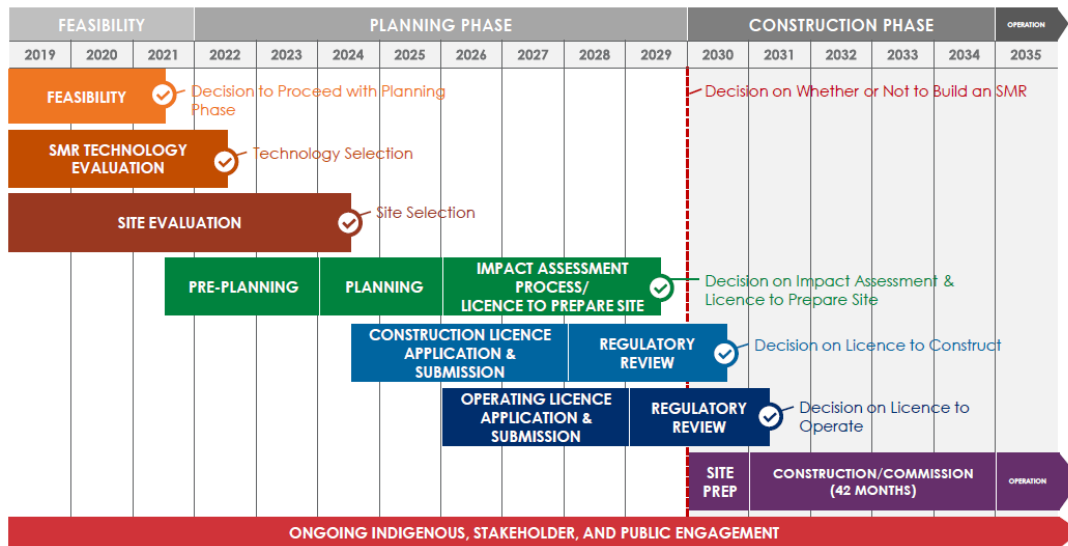 FEASIBILITY
PLANNING PHASE
CONSTRUCTION PHASE
OPERATION
2019
2020
2021
2022
2023
2024
2025
2026
2027
2028
2029
2030
2031
2032
2033
2034
2035
FEASIBILITY
Decision to Proceed with Planning
Phase
Decision on Whether or Not to Build an SMR
SMR TECHNOLOGY
EVALUATION
Technology Selection
SITE EVALUATION
Site Selection
PRE-PLANNING
PLANNING
IMPACT ASSESSMENT
PROCESS/
LICENCE TO PREPARE SITE
Decision on Impact Assessment &
Licence to Prepare Site
CONSTRUCTION LICENCE
APPLICATION &
SUBMISSION
REGULATORY
REVIEW
Decision on Licence to Construct
OPERATING LICENCE
APPLICATION &
SUBMISSION
REGULATORY
REVIEW
Decision on Licence to
Operate
SITE
PREP
CONSTRUCTION/COMMISSION
(42 MONTHS)
OPERATION
ONGOING INDIGENOUS, STAKEHOLDER, AND PUBLIC ENGAGEMENT